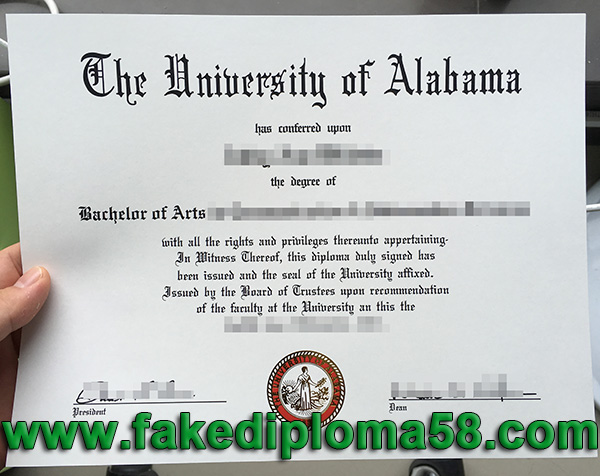 The University of Alabama
has conferred upon
the degree of
Bachelor of Arts
with all the rights and privileges thereunto appertaining-
In Witness Thereof, this diploma duly signed has
been issued and the seal of the University affixed.
Issued by the Board of Trustees upon recommendation
of the faculty at the University an this the
President
Dean
www.fakediploma58.com